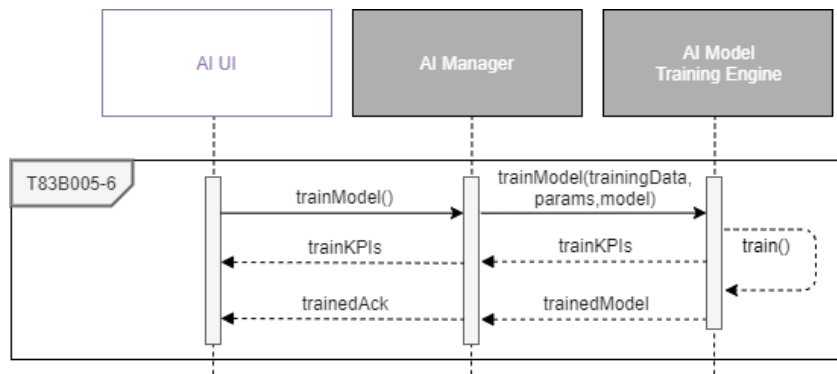 AI UI
AI Manager
AI Model
Training Engine
T83B005-6
trainModel()
trainModel(trainingData,
params,model)
trainKPIs
trainKPIs
train()
trainedAck
trainedModel